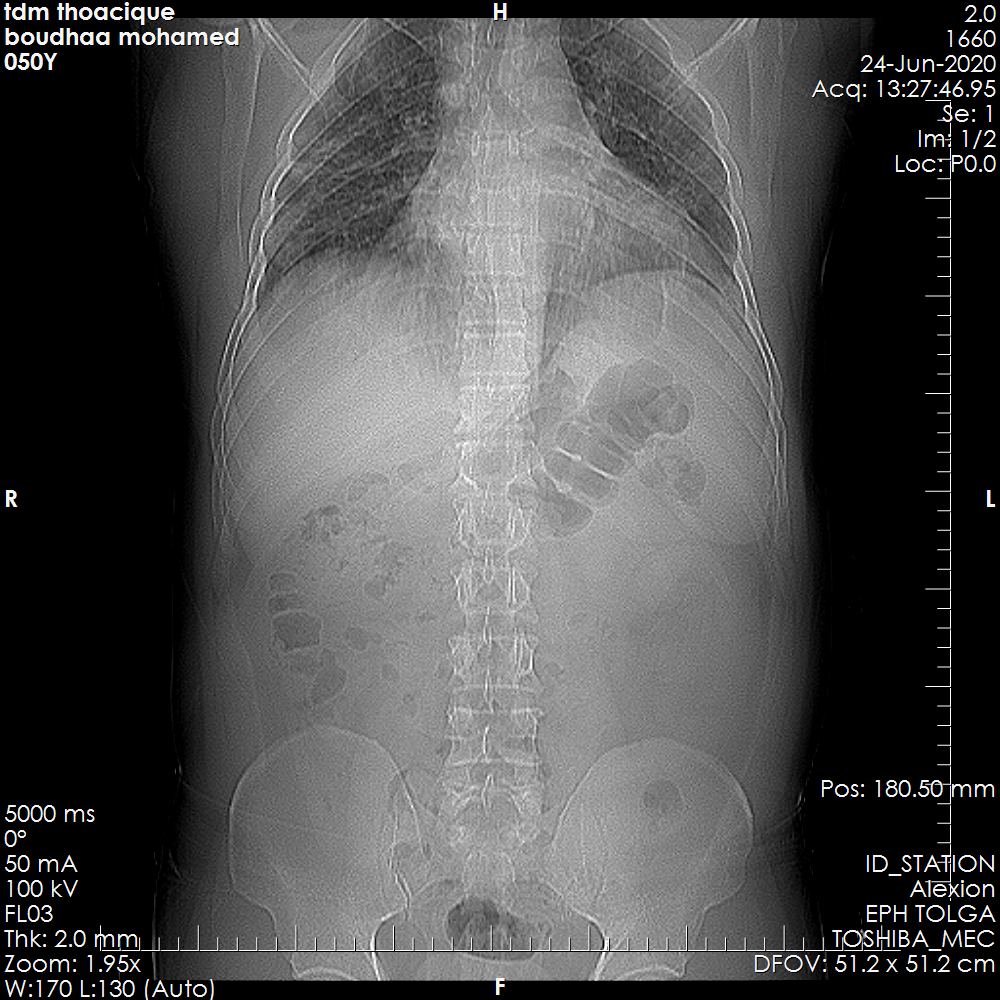 tdm thoacique
boudhaa mohamed
050Y
H
2.0
1660
24-Jun-2020
Acq: 13:27:46.95
Se: 1
Im: 1/2
Loc: P0.0
R
L
Pos: 180.50 mm
5000 ms
0°
50 mA
100 kV
FL03
Thk: 2.0 mm
Zoom: 1.95x
W:170 L:130 (Auto)
ID_STATION
Alexion
EPH TOLGA
TOSHIBA_MEC
DFOV: 51.2 x 51.2 cm
F